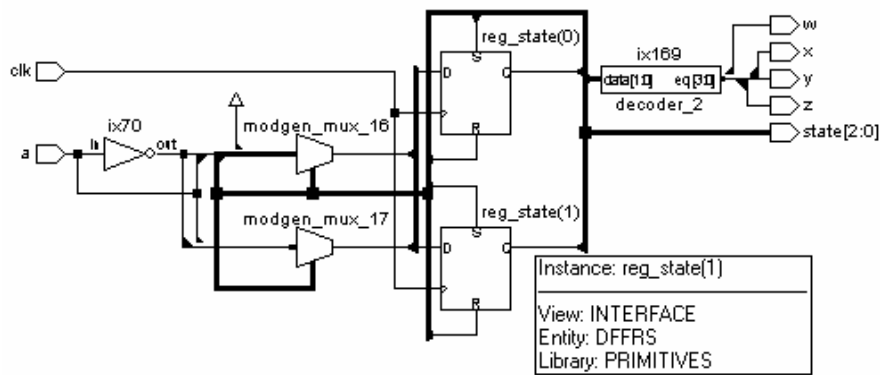 reg_state(0)
S
D
Q
R
clk
ix70
a
in
out
modgen_mux_16
modgen_mux_17
reg_state(1)
S
D
Q
R
ix169
data[1:0]
eq[3:0]
decoder_2
w
x
y
z
state[2:0]
Instance: reg_state(1)
View: INTERFACE
Entity: DFFRS
Library: PRIMITIVES